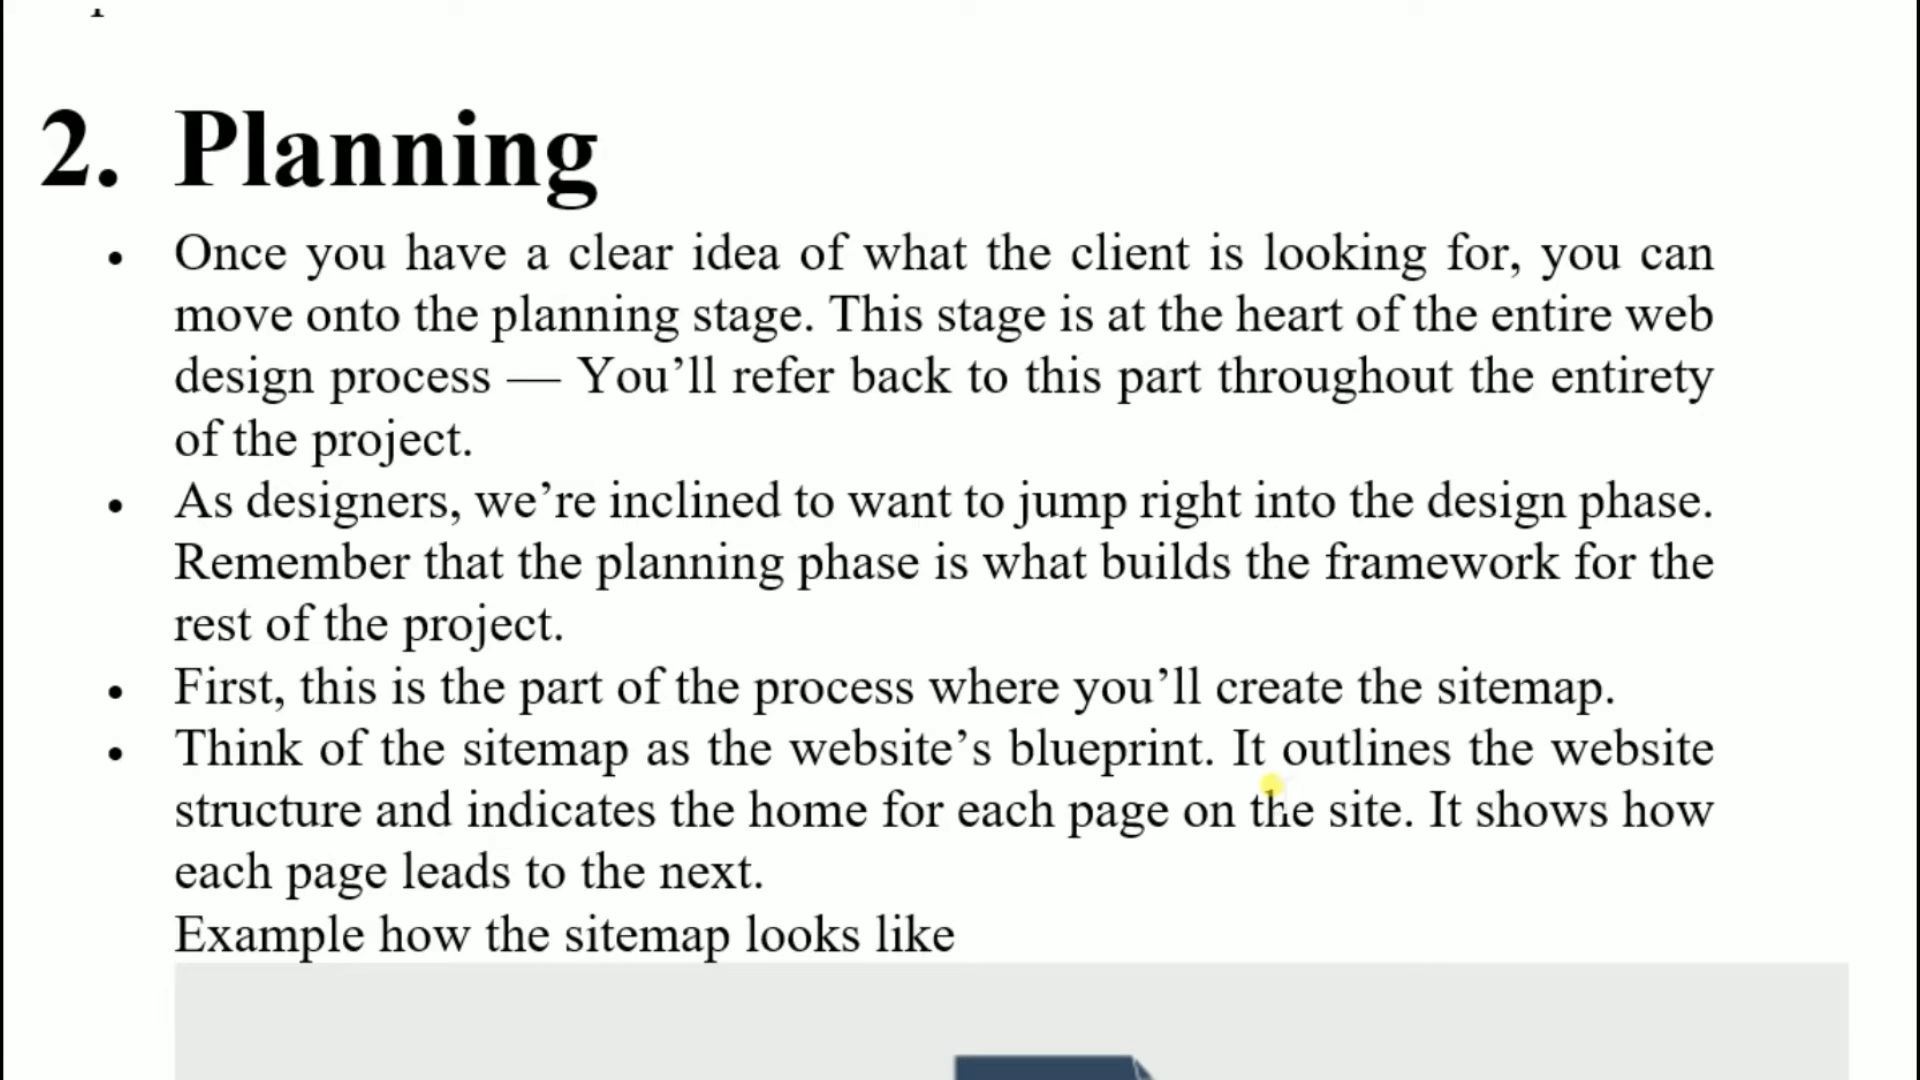 2. Planning
• Once you have a clear idea of what the client is looking for, you can
move onto the planning stage. This stage is at the heart of the entire web
design process — You’ll refer back to this part throughout the entirety
of the project.
• As designers, we’re inclined to want to jump right into the design phase.
Remember that the planning phase is what builds the framework for the
rest of the project.
• First, this is the part of the process where you’ll create the sitemap.
• Think of the sitemap as the website’s blueprint. It outlines the website
structure and indicates the home for each page on the site. It shows how
each page leads to the next.
Example how the sitemap looks like